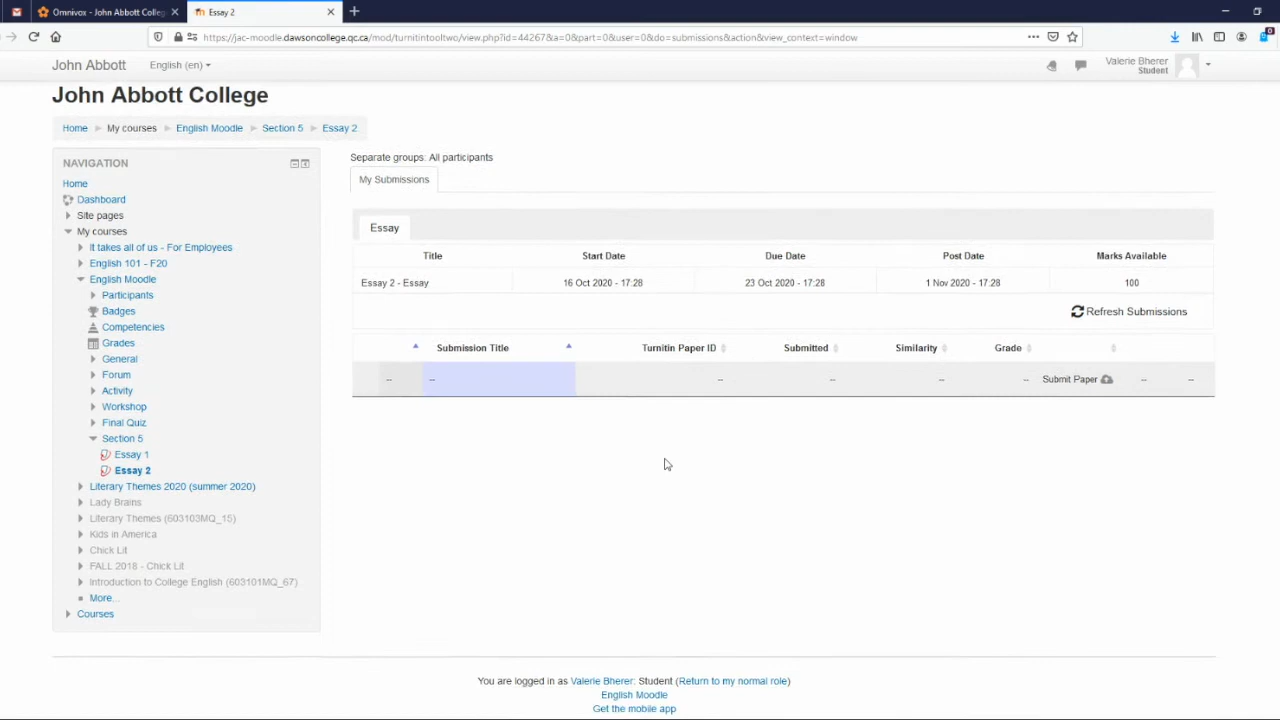 Omnivox - John Abbott Colleg
Essay 2
https://jac-moodle.dawsoncollege.qc.ca/mod/turnitintooltwo/view.php?id=44267&a=0&part=0&user=0&do=submissions&action&view_context=window
John Abbott
English (en)
Valerie Bherer
Student
John Abbott College
Home
My courses
English Moodle
Section 5
Essay 2
NAVIGATION
Home
Dashboard
Site pages
My courses
It takes all of us - For Employees
English 101 - F20
English Moodle
Participants
Badges
Competencies
Grades
General
Forum
Activity
Workshop
Final Quiz
Section 5
Essay 1
Essay 2
Literary Themes 2020 (summer 2020)
Lady Brains
Literary Themes (603103MQ_15)
Kids in America
Chick Lit
FALL 2018 - Chick Lit
Introduction to College English (603101MQ_67)
More...
Courses
Separate groups: All participants
My Submissions
Essay
Title Start Date Due Date Post Date Marks Available
Essay 2 - Essay 16 Oct 2020 - 17:28 23 Oct 2020 - 17:28 1 Nov 2020 - 17:28 100
Refresh Submissions
Submission Title Turnitin Paper ID Submitted Similarity Grade
-- -- -- -- -- -- Submit Paper -- --
You are logged in as Valerie Bherer: Student (Return to my normal role)
English Moodle
Get the mobile app